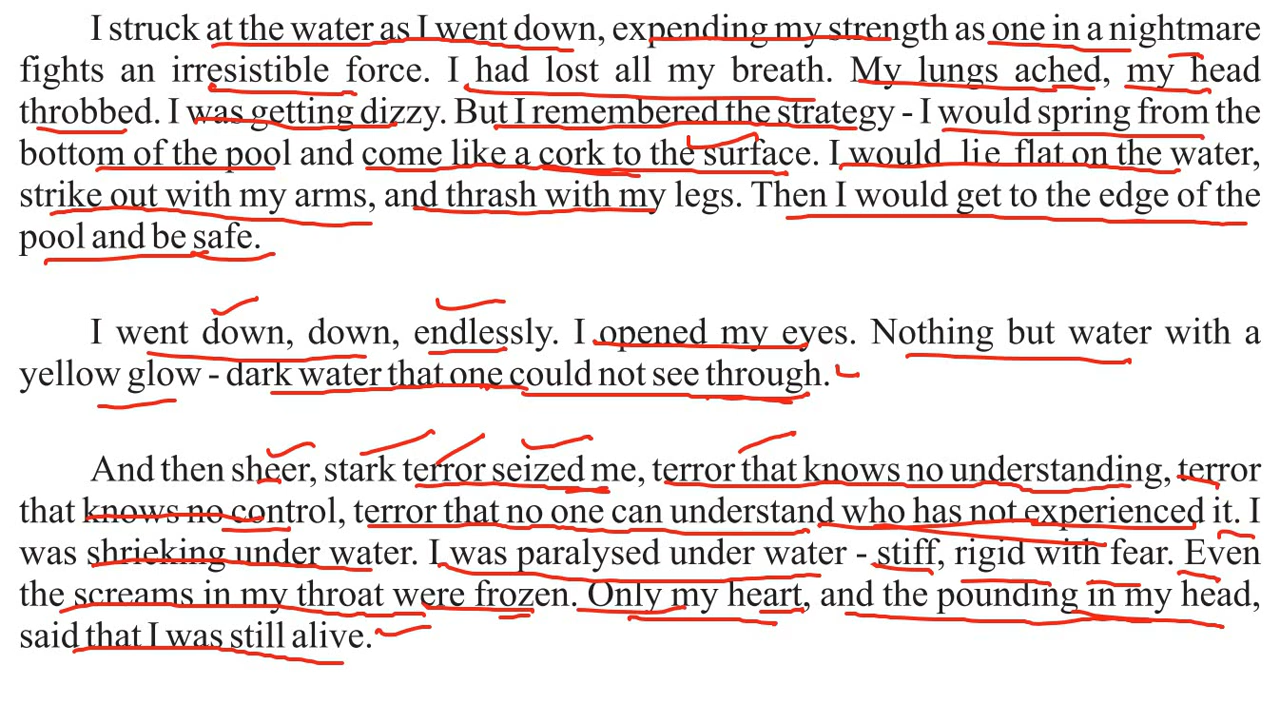 I struck at the water as I went down, expending my strength as one in a nightmare
fights an irresistible force. I had lost all my breath. My lungs ached, my head
throbbed. I was getting dizzy. But I remembered the strategy - I would spring from the
bottom of the pool and come like a cork to the surface. I would lie flat on the water,
strike out with my arms, and thrash with my legs. Then I would get to the edge of the
pool and be safe.
I went down, down, endlessly. I opened my eyes. Nothing but water with a
yellow glow - dark water that one could not see through.
And then sheer, stark terror seized me, terror that knows no understanding, terror
that knows no control, terror that no one can understand who has not experienced it. I
was shrieking under water. I was paralysed under water - stiff, rigid with fear. Even
the screams in my throat were frozen. Only my heart, and the pounding in my head,
said that I was still alive.